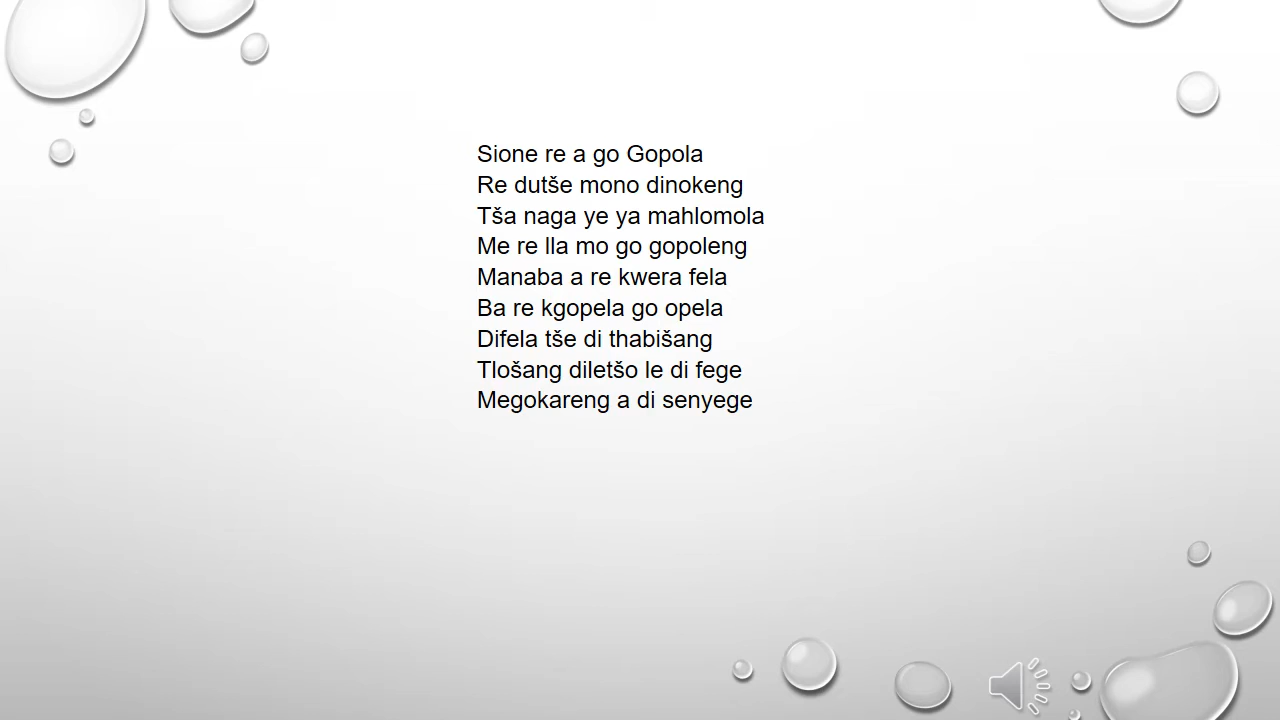 Sione re a go Gopola
Re dutše mono dinokeng
Tša naga ye ya mahlomola
Me re lla mo go gopoleng
Manaba a re kwera fela
Ba re kgopela go opela
Difela tše di thabišang
Tlošang diletšo le di fege
Megokareng a di senyege